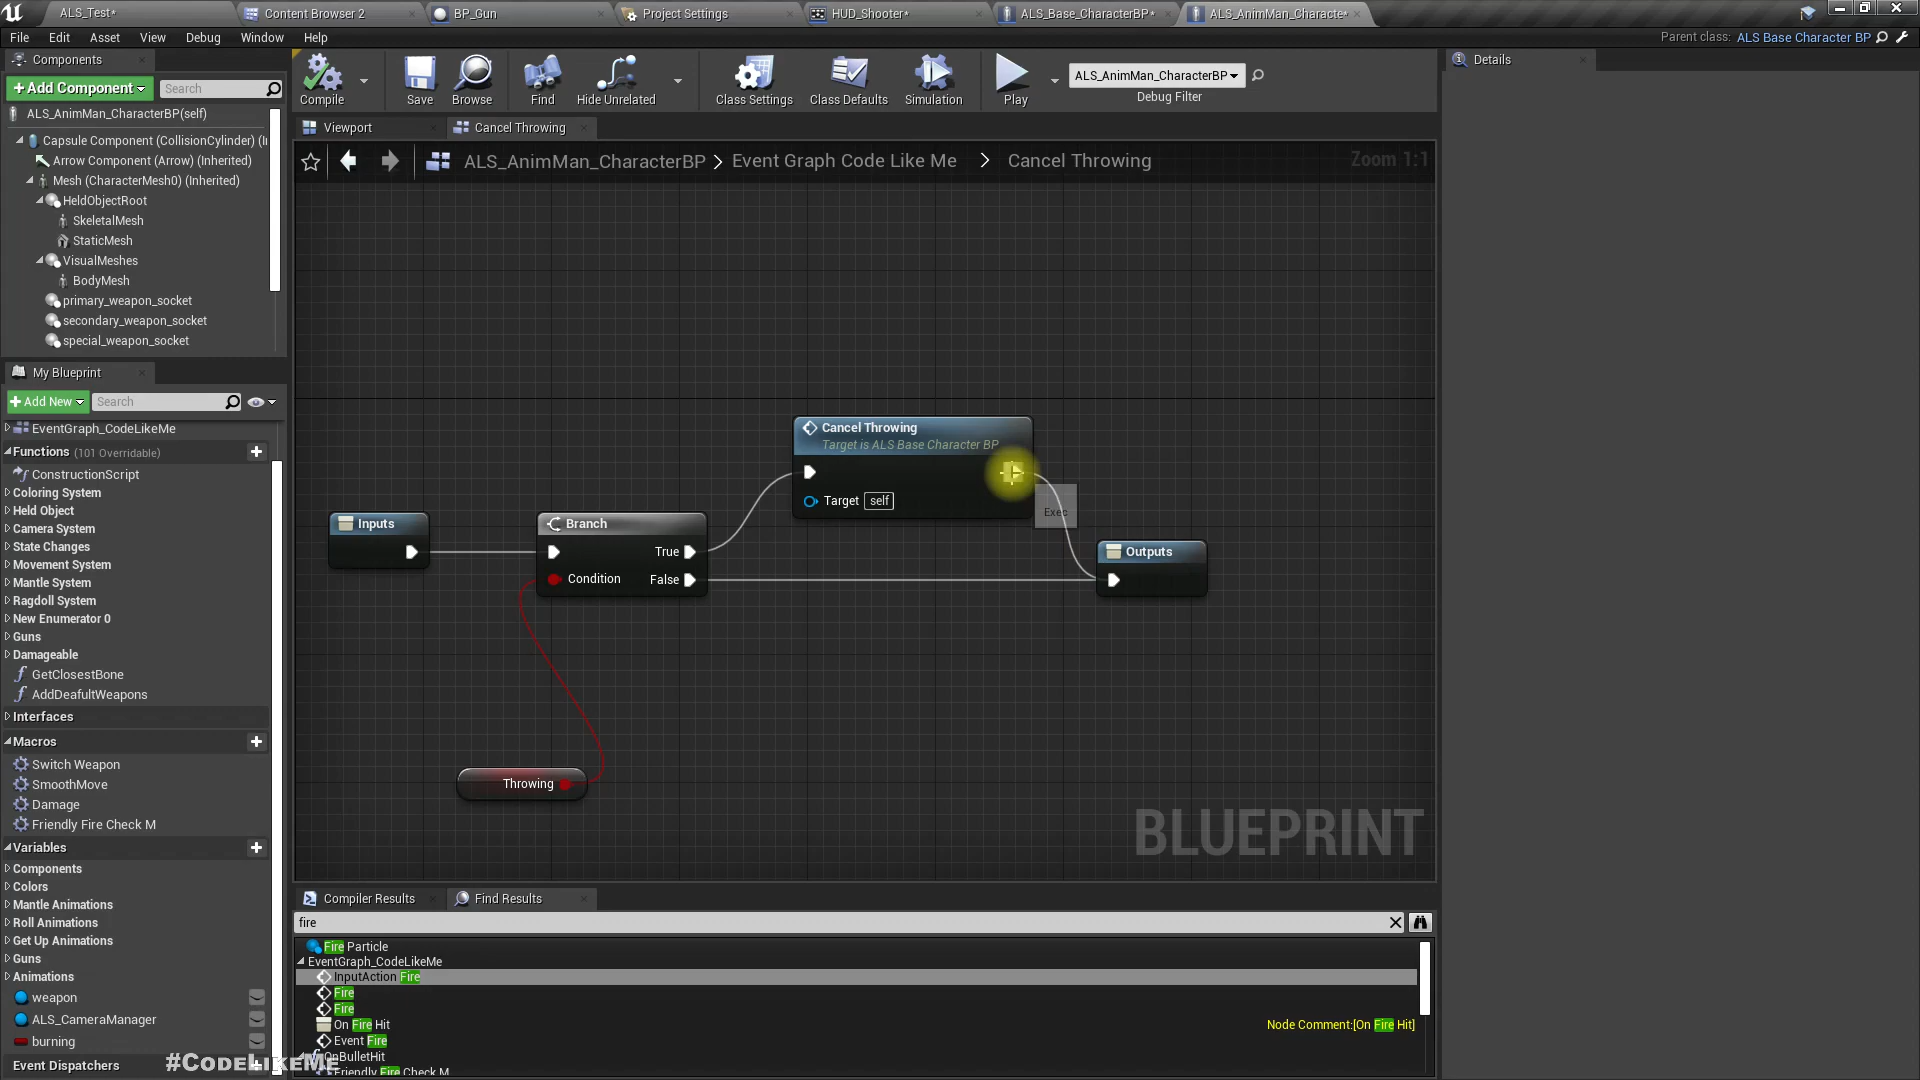 ALS_Test*
Content Browser 2
BP_Gun
Project Settings
HUD_Shooter*
ALS_Base_CharacterBP*
ALS_AnimMan_Characte*
File Edit Asset View Debug Window Help
Parent class: ALS Base Character BP
Components
Add Component
Search
ALS_AnimMan_CharacterBP(self)
Capsule Component (CollisionCylinder) (I
Arrow Component (Arrow) (Inherited)
Mesh (CharacterMesh0) (Inherited)
HeldObjectRoot
SkeletalMesh
StaticMesh
VisualMeshes
BodyMesh
primary_weapon_socket
secondary_weapon_socket
special_weapon_socket
Compile
Save
Browse
Find
Hide Unrelated
Class Settings
Class Defaults
Simulation
Play
ALS_AnimMan_CharacterBP
Debug Filter
Details
Viewport
Cancel Throwing
ALS_AnimMan_CharacterBP > Event Graph Code Like Me > Cancel Throwing
Zoom 1:1
My Blueprint
Add New
Search
EventGraph_CodeLikeMe
Functions (101 Overridable)
ConstructionScript
Coloring System
Held Object
Camera System
State Changes
Movement System
Mantle System
Ragdoll System
New Enumerator 0
Guns
Damageable
GetClosestBone
AddDeafultWeapons
Interfaces
Macros
Switch Weapon
SmoothMove
Damage
Friendly Fire Check M
Variables
Components
Colors
Mantle Animations
Roll Animations
Get Up Animations
Guns
Animations
weapon
ALS_CameraManager
burning
Event Dispatchers
#CodeLikeMe
Cancel Throwing
Target is ALS Base Character BP
Target self
Exec
Inputs
Branch
True
Condition
False
Outputs
Throwing
BLUEPRINT
Compiler Results
Find Results
fire
Fire Particle
EventGraph_CodeLikeMe
InputAction Fire
Fire
Fire
On Fire Hit
Node Comment:[On Fire Hit]
Event Fire
OnBulletHit
Friendly Fire Check M